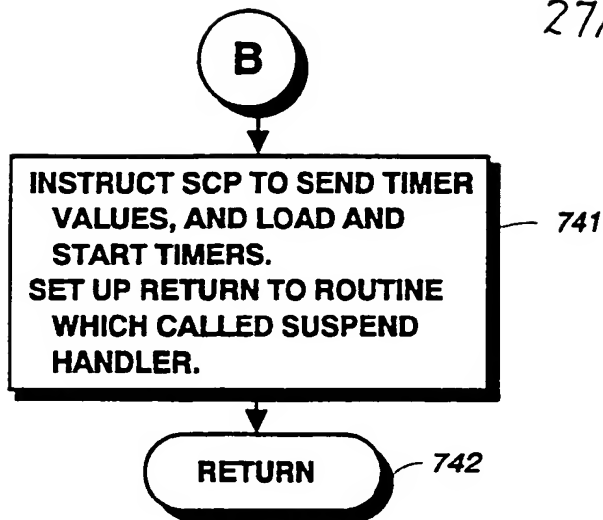 27
B
INSTRUCT SCP TO SEND TIMER
VALUES, AND LOAD AND
START TIMERS.
SET UP RETURN TO ROUTINE
WHICH CALLED SUSPEND
HANDLER.
741
RETURN
742